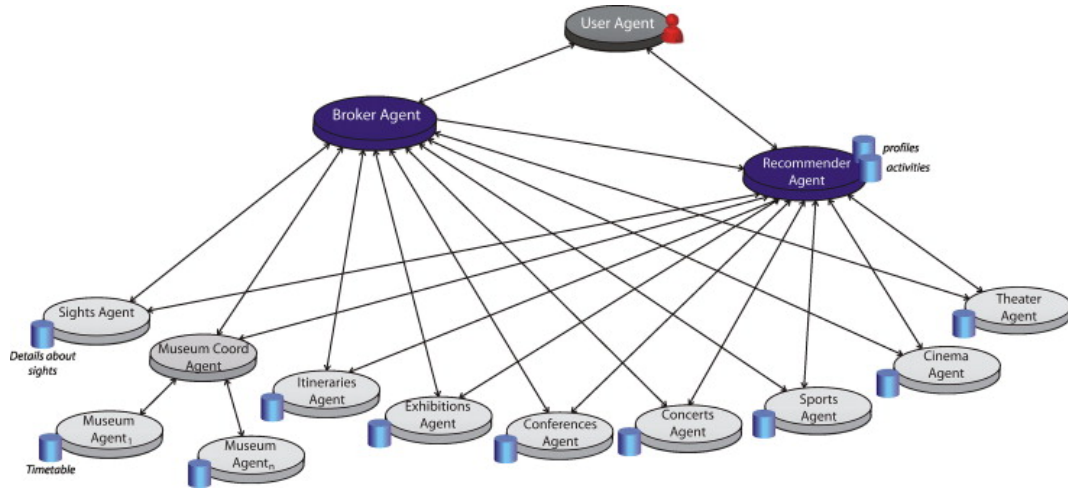 User Agent
Broker Agent
profiles
activities
Recommender
Agent
Sights Agent
Details about
sights
Museum Coord
Agent
Theater
Agent
Cinema
Agent
Itineraries
Agent
Exhibitions
Agent
Conferences
Agent
Concerts
Agent
Sports
Agent
Museum
Agent₁
Timetable
Museum
Agentₙ